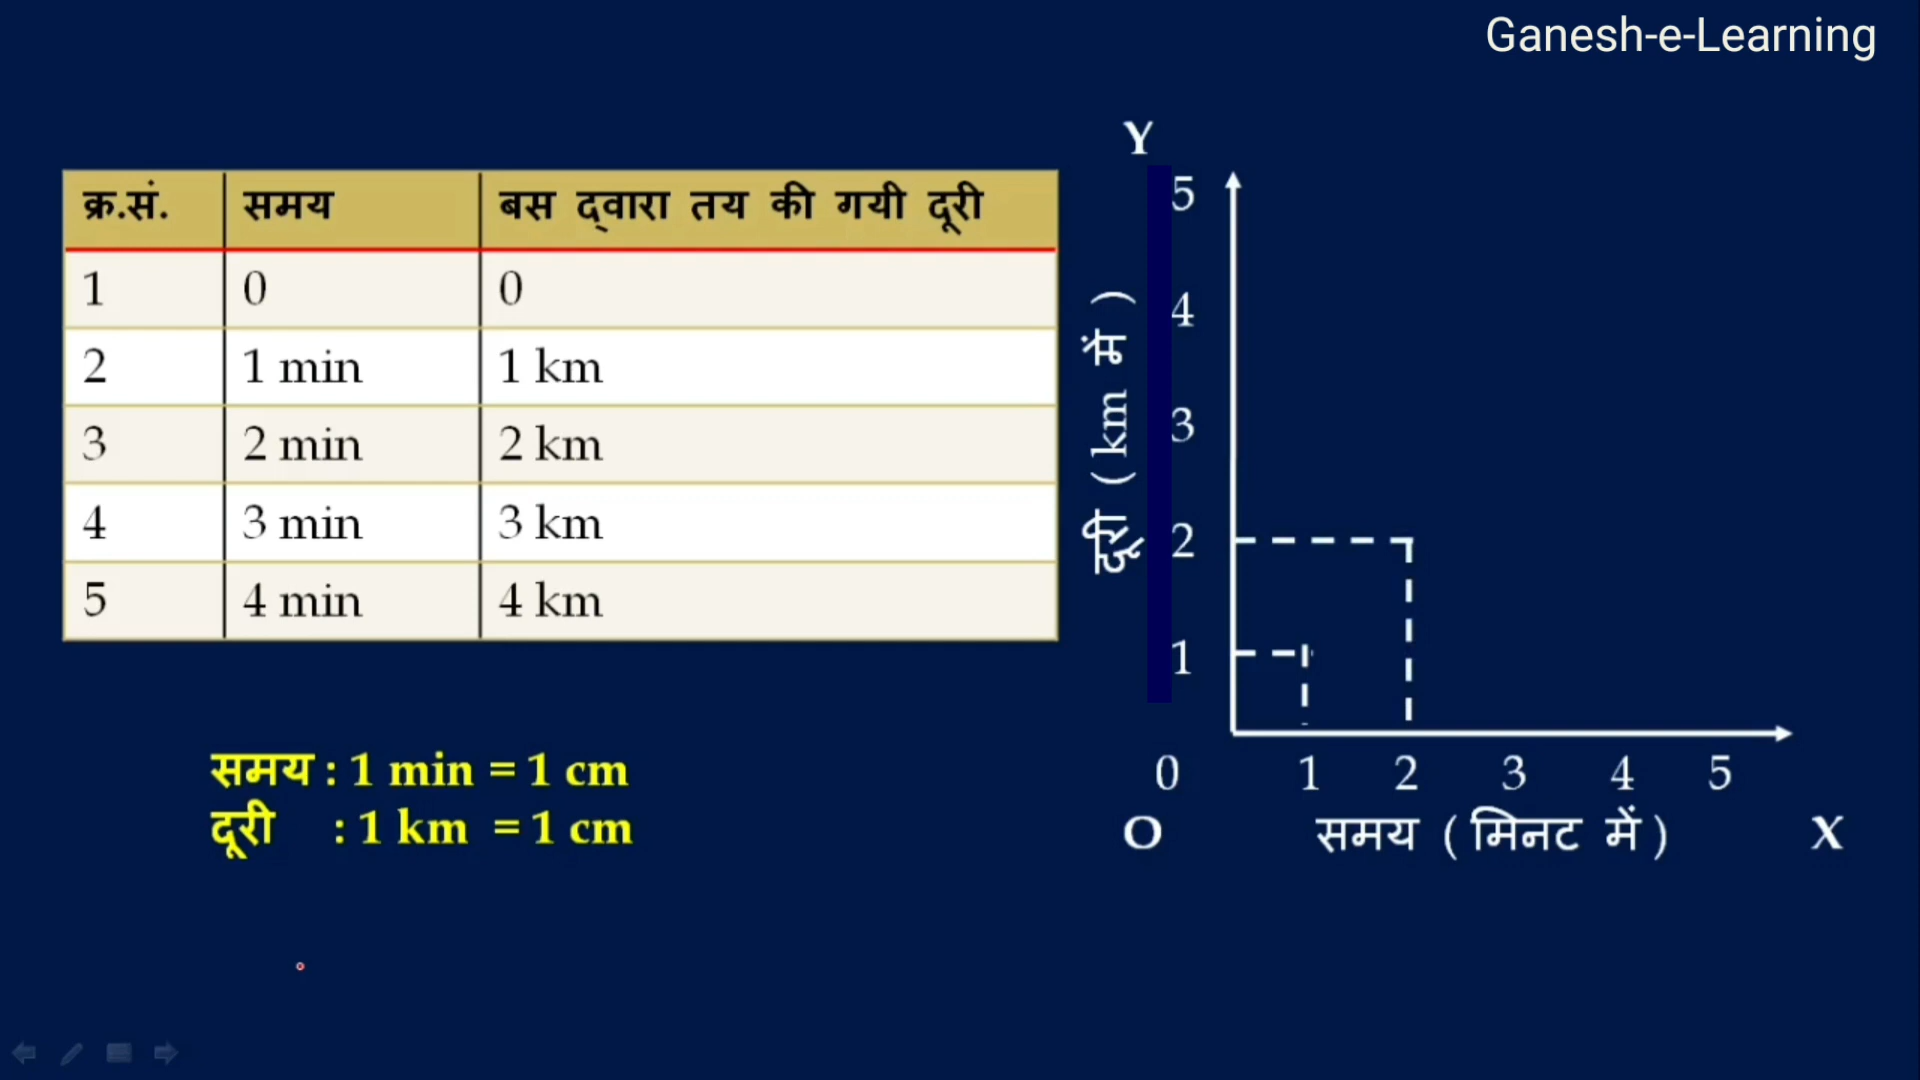 Ganesh-e-Learning
क्र.सं. समय बस द्वारा तय की गयी दूरी
1 0 0
2 1 min 1 km
3 2 min 2 km
4 3 min 3 km
5 4 min 4 km
समय : 1 min = 1 cm
दूरी : 1 km = 1 cm
Y
5
4
3
2
1
दूरी ( km में )
0 1 2 3 4 5
O समय ( मिनट में ) X